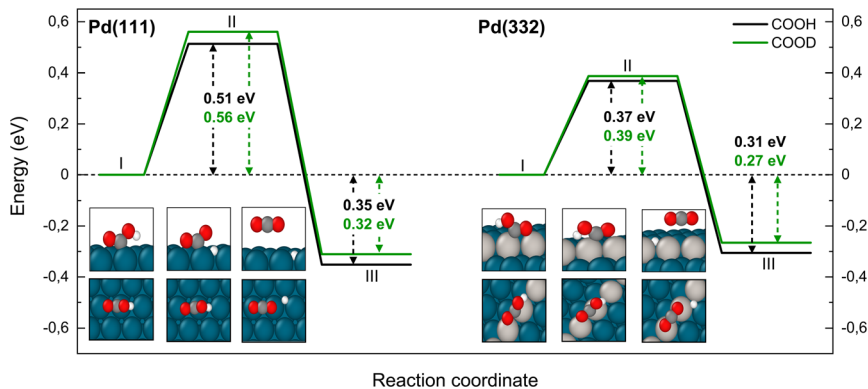 Pd(111)
Pd(332)
COOH
COOD
Energy (eV)
0,6
0,4
0,2
0
-0,2
-0,4
-0,6
I
II
0.51 eV
0.56 eV
0.35 eV
0.32 eV
III
I
II
0.37 eV
0.39 eV
0.31 eV
0.27 eV
III
0,6
0,4
0,2
0
-0,2
-0,4
-0,6
Reaction coordinate